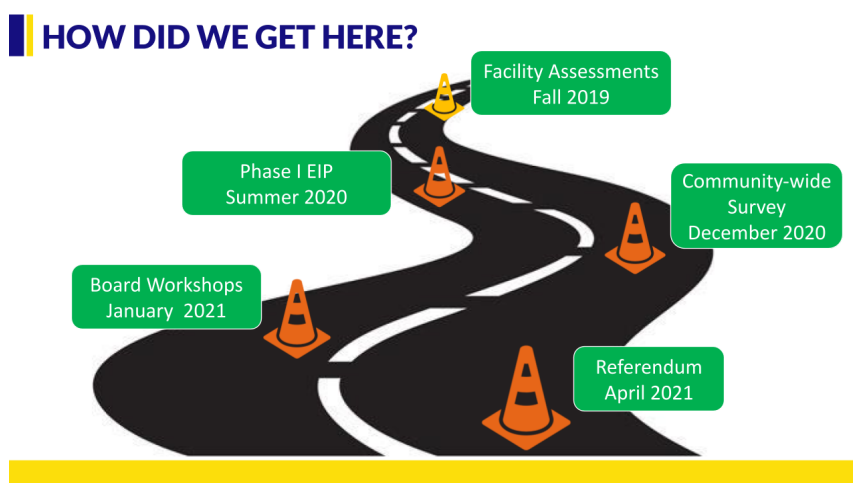 HOW DID WE GET HERE?
Facility Assessments
Fall 2019
Phase I EIP
Summer 2020
Community-wide
Survey
December 2020
Board Workshops
January 2021
Referendum
April 2021